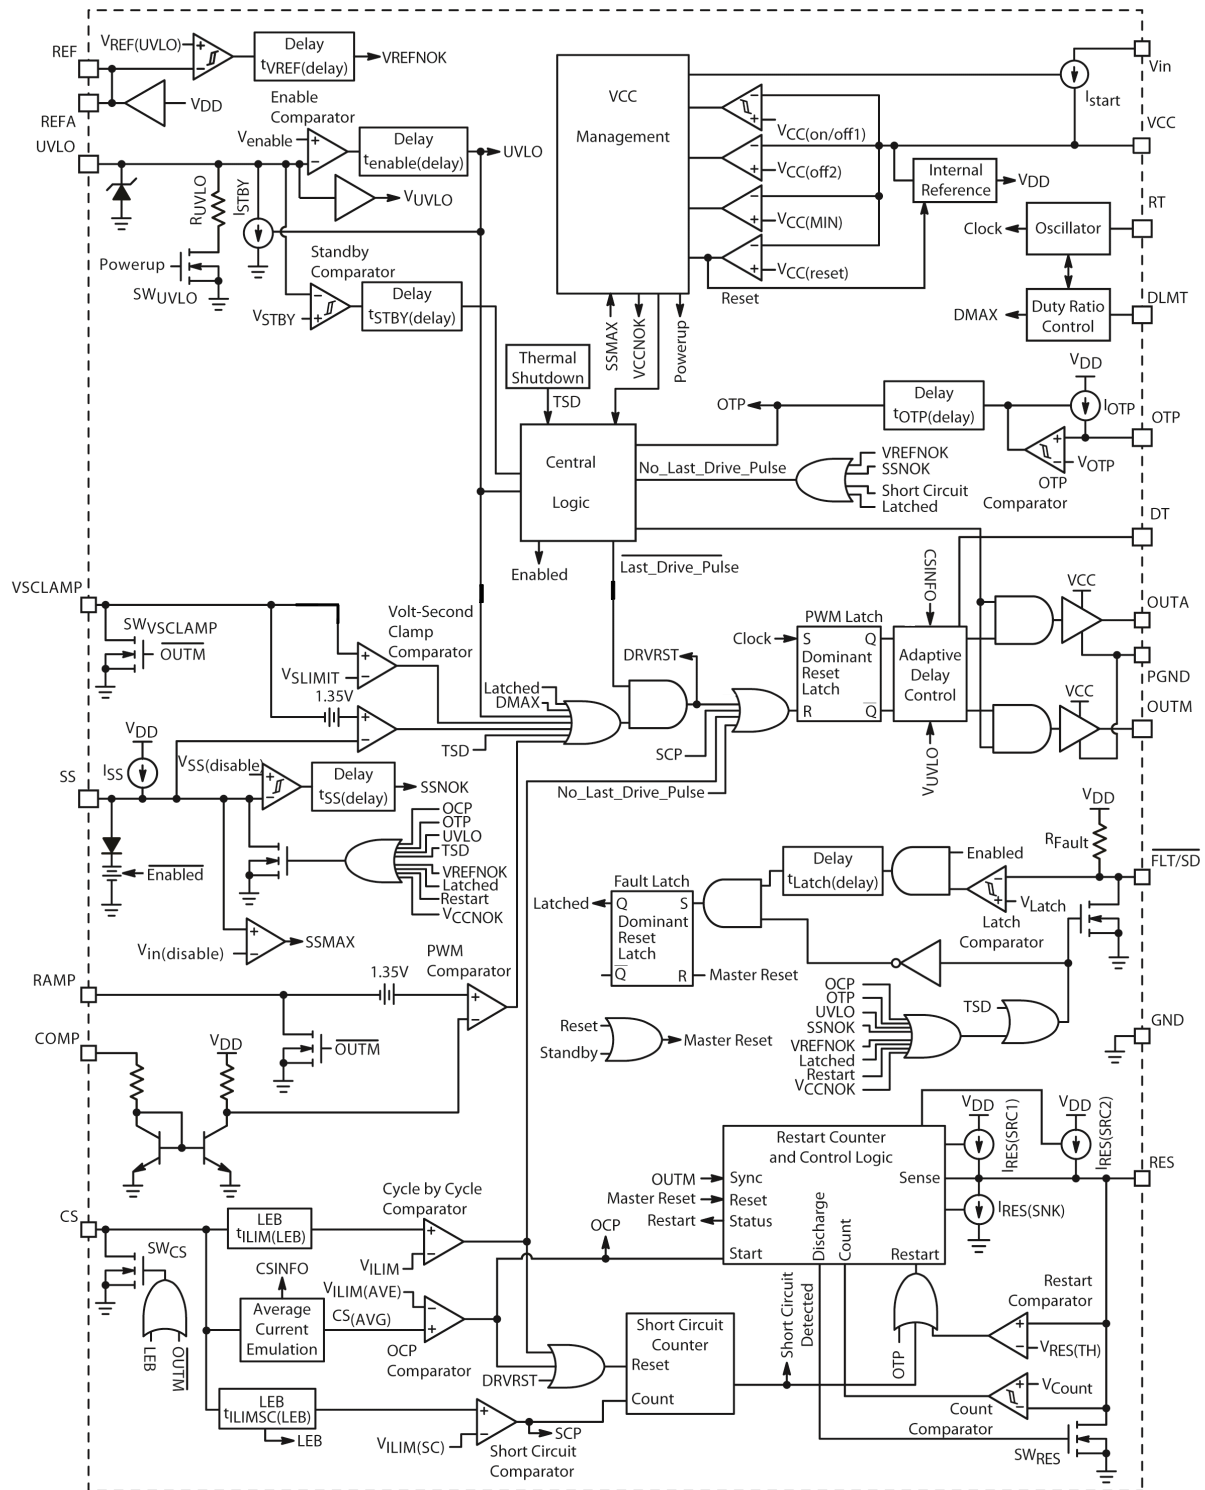 REF
VREF(UVLO)
+
−
Delay
tVREF(delay)
VREFNOK
REFA
VDD
UVLO
Enable
Comparator
Venable
+
−
Delay
tenable(delay)
UVLO
VUVLO
RUVLO
ISTBY
Powerup
SWUVLO
Standby
Comparator
VSTBY
−
+
Delay
tSTBY(delay)
VCC
Management
−
+
VCC(on/off1)
−
+
VCC(off2)
−
+
VCC(MIN)
−
+
VCC(reset)
Reset
SSMAX
VCCNOK
Powerup
Istart
Vin
VCC
Internal
Reference
VDD
RT
Clock
Oscillator
DLMT
DMAX
Duty Ratio
Control
Thermal
Shutdown
TSD
Central
Logic
Enabled
Last_Drive_Pulse
OTP
Delay
tOTP(delay)
VDD
IOTP
OTP
+
−
VOTP
OTP
Comparator
No_Last_Drive_Pulse
VREFNOK
SSNOK
Short Circuit
Latched
DT
VSCLAMP
SWVSCLAMP
OUTM
Volt-Second
Clamp
Comparator
VSLIMIT
+
−
1.35V
+
−
Latched
DMAX
TSD
DRVRST
SCP
No_Last_Drive_Pulse
Clock
PWM Latch
S
Q
Dominant
Reset
Latch
R
Q
CSINFO
Adaptive
Delay
Control
VUVLO
VCC
OUTA
PGND
VCC
OUTM
VDD
ISS
SS
VSS(disable)
+
−
Delay
tSS(delay)
SSNOK
Enabled
OCP
OTP
UVLO
TSD
VREFNOK
Latched
Restart
VCCNOK
+
−
Vin(disable)
SSMAX
VDD
RFault
FLT/SD
Enabled
Delay
tLatch(delay)
−
+
VLatch
Latch
Comparator
Fault Latch
Latched
Q
S
Dominant
Reset
Latch
Q
R
Master Reset
RAMP
1.35V
PWM
Comparator
+
−
OUTM
COMP
VDD
Reset
Standby
Master Reset
OCP
OTP
UVLO
SSNOK
VREFNOK
Latched
Restart
VCCNOK
TSD
GND
CS
LEB
tILIM(LEB)
Cycle by Cycle
Comparator
+
−
VILIM
SWCS
LEB
OUTM
CSINFO
Average
Current
Emulation
VILIM(AVE)
CS(AVG)
−
+
OCP
Comparator
OCP
LEB
tILIMSC(LEB)
LEB
VILIM(SC)
+
−
SCP
Short Circuit
Comparator
DRVRST
Short Circuit
Counter
Reset
Count
Short Circuit
Detected
Restart Counter
and Control Logic
OUTM
Sync
Master Reset
Reset
Restart
Status
Start
Discharge
Count
Restart
Sense
VDD
IRES(SRC1)
VDD
IRES(SRC2)
RES
IRES(SNK)
OTP
Restart
Comparator
+
−
VRES(TH)
+
−
VCount
Count
Comparator
SWRES